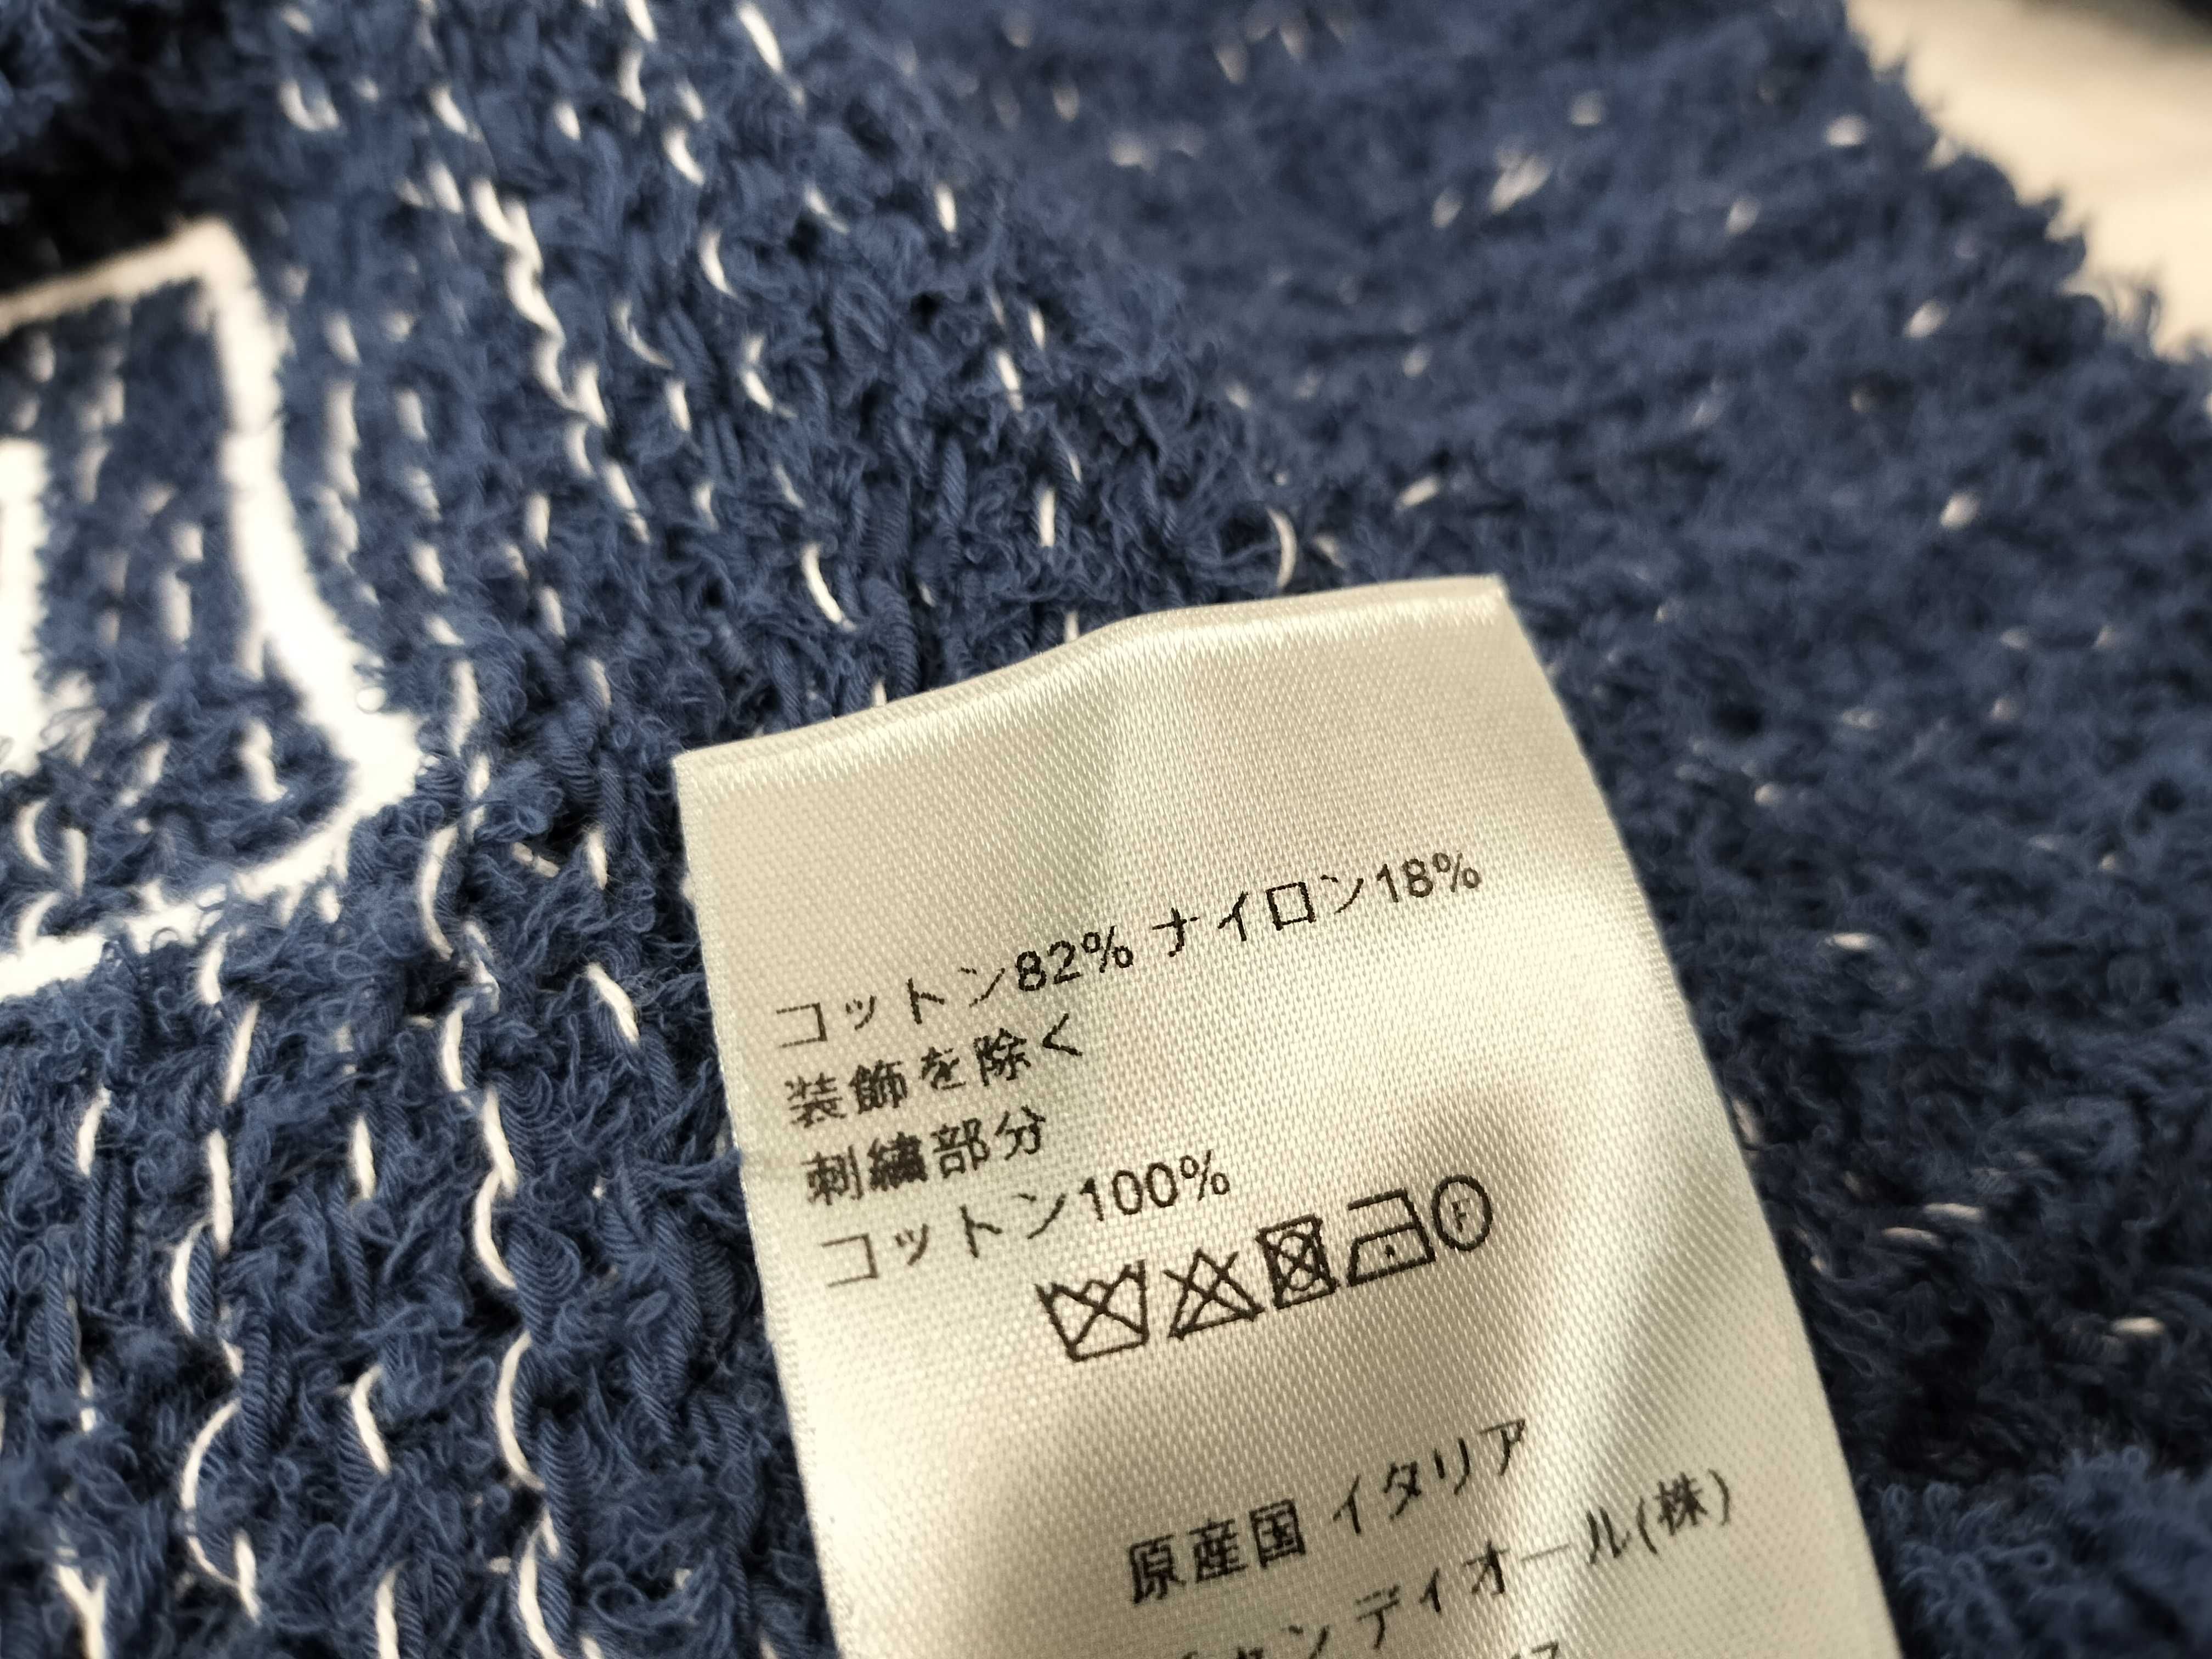 コットン82% ナイロン18%
装飾を除く
刺繍部分
コットン100%
F
原産国 イタリア
ンディオール(株)